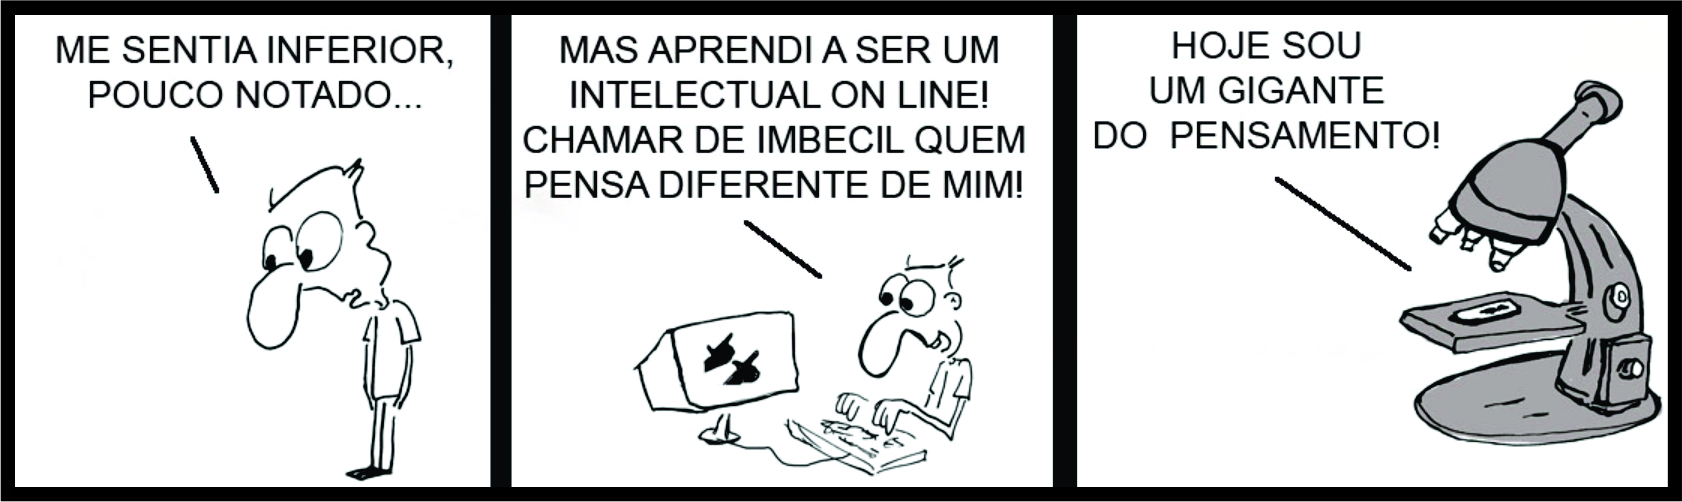 ME SENTIA INFERIOR,
POUCO NOTADO...
MAS APRENDI A SER UM
INTELECTUAL ON LINE!
CHAMAR DE IMBECIL QUEM
PENSA DIFERENTE DE MIM!
HOJE SOU
UM GIGANTE
DO PENSAMENTO!